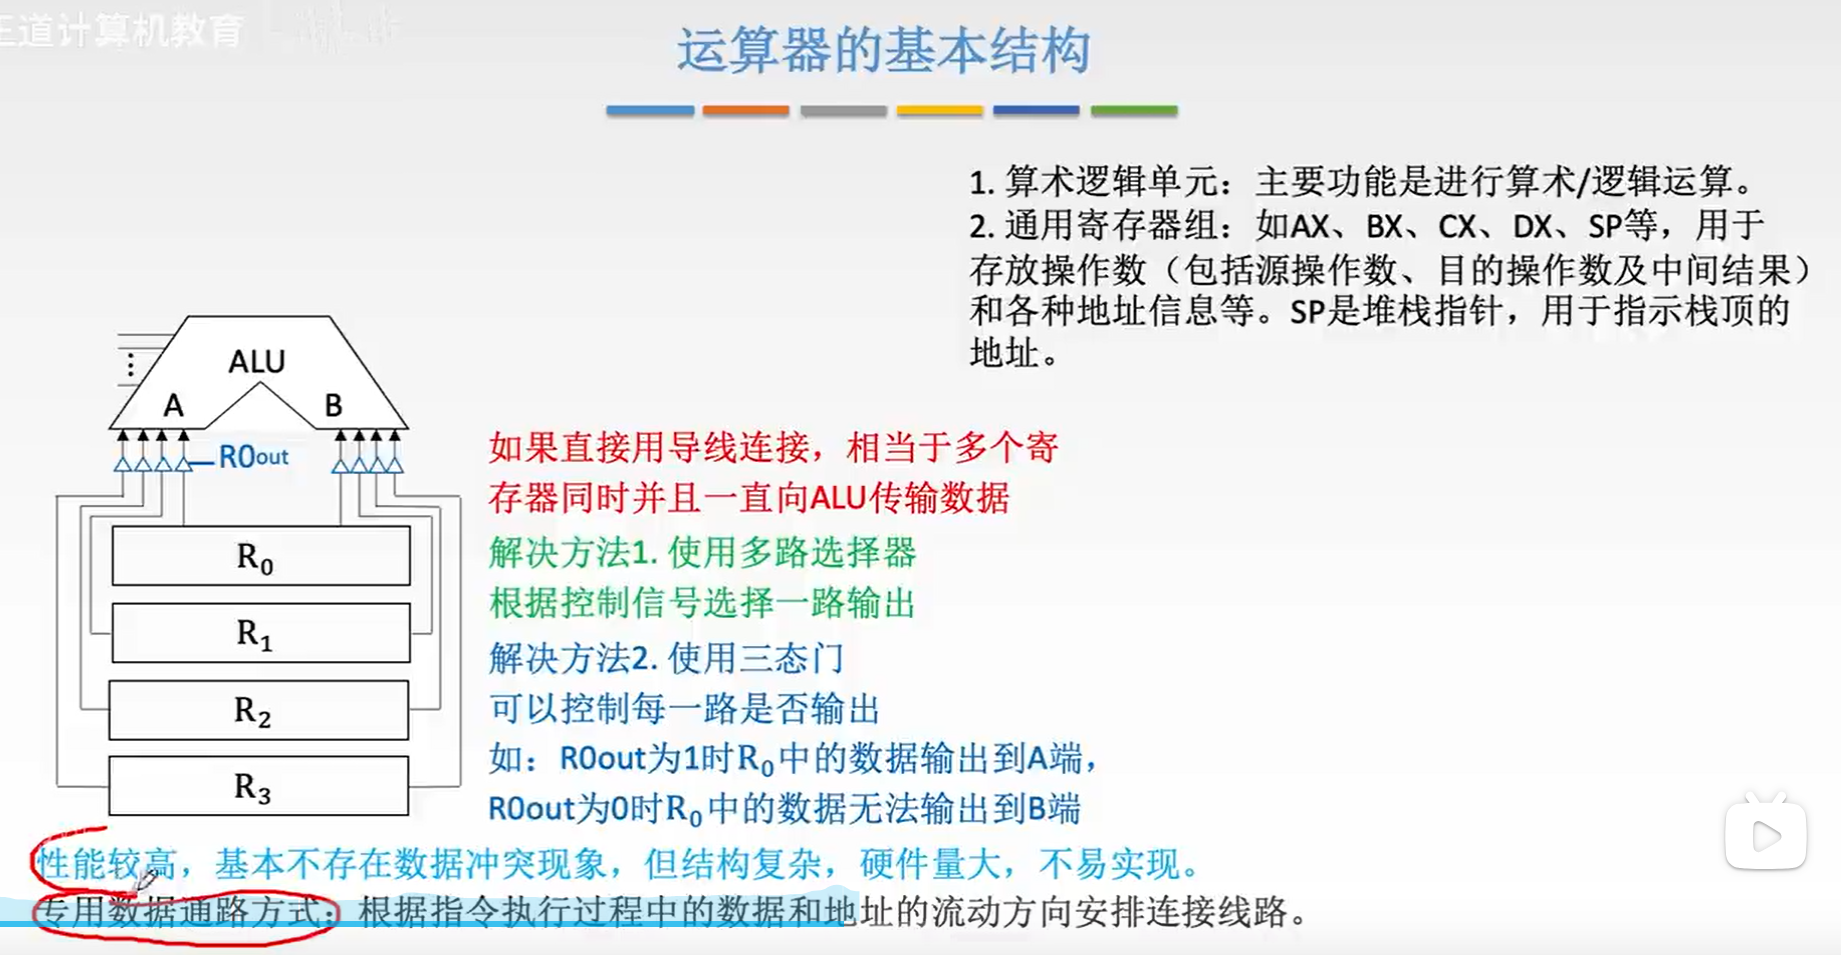 王道计算机教育
运算器的基本结构
1. 算术逻辑单元：主要功能是进行算术/逻辑运算。
2. 通用寄存器组：如AX、BX、CX、DX、SP等，用于
存放操作数（包括源操作数、目的操作数及中间结果）
和各种地址信息等。SP是堆栈指针，用于指示栈顶的
地址。
ALU
A
B
R0out
R₀
R₁
R₂
R₃
如果直接用导线连接，相当于多个寄
存器同时并且一直向ALU传输数据
解决方法1. 使用多路选择器
根据控制信号选择一路输出
解决方法2. 使用三态门
可以控制每一路是否输出
如：R0out为1时R₀中的数据输出到A端，
R0out为0时R₀中的数据无法输出到B端
性能较高，基本不存在数据冲突现象，但结构复杂，硬件量大，不易实现。
专用数据通路方式：根据指令执行过程中的数据和地址的流动方向安排连接线路。